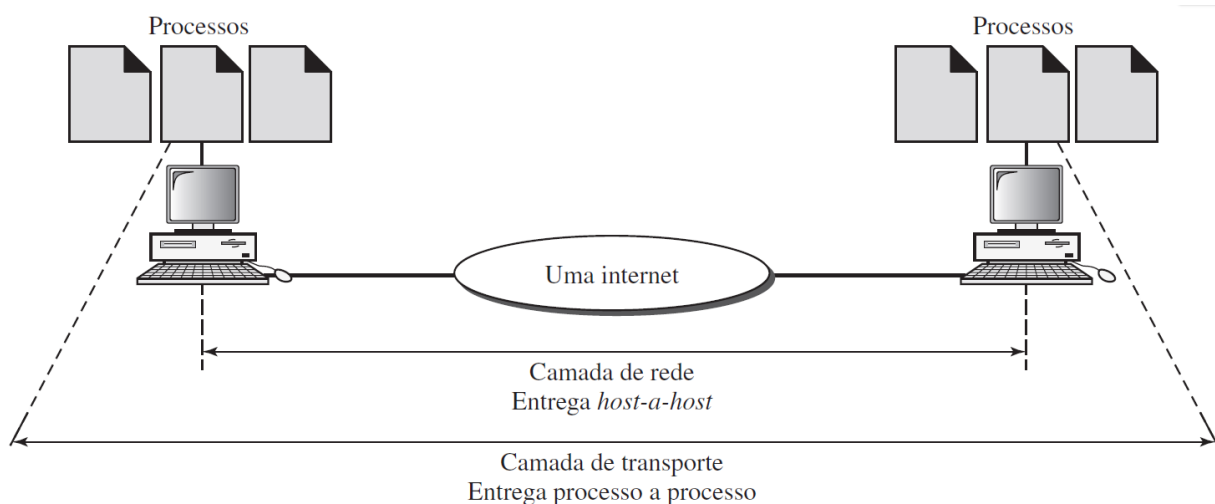 Processos
Processos
Uma internet
Camada de rede
Entrega host-a-host
Camada de transporte
Entrega processo a processo